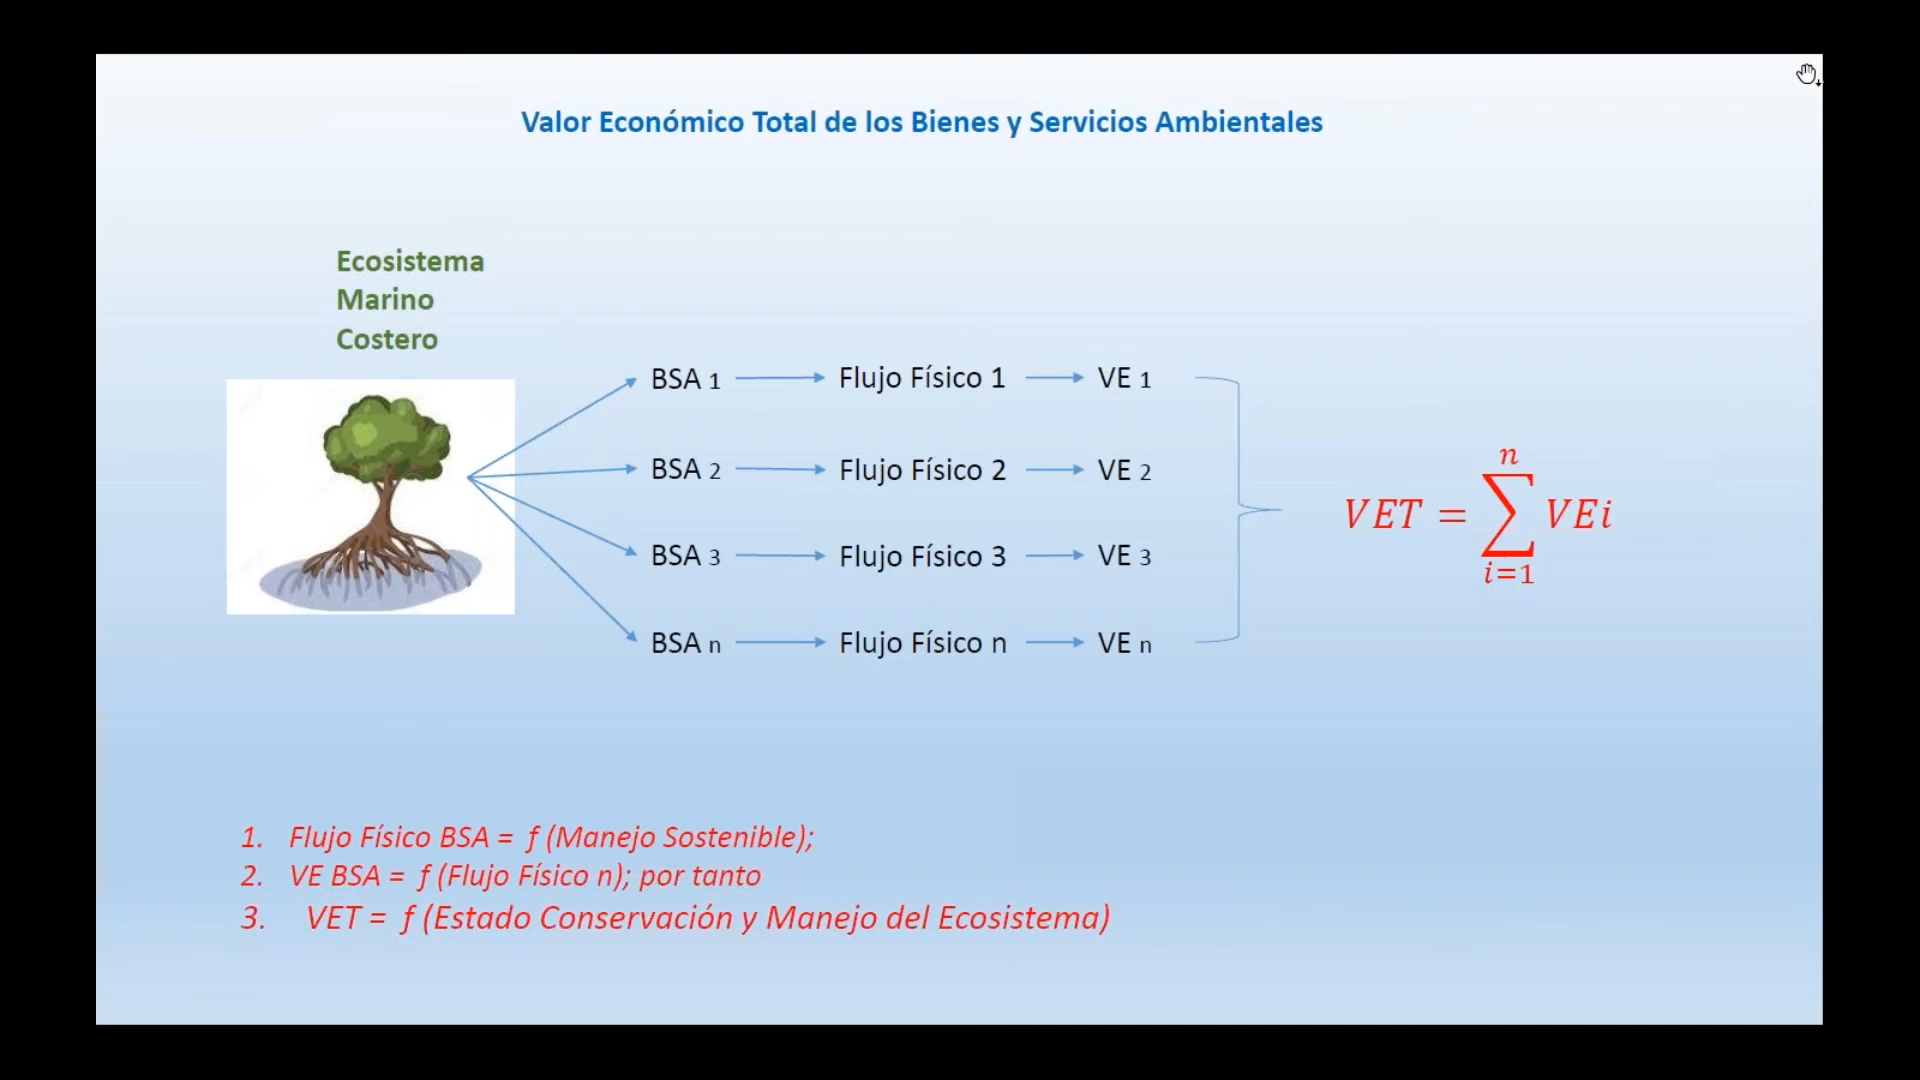 Valor Económico Total de los Bienes y Servicios Ambientales
Ecosistema
Marino
Costero
BSA 1 Flujo Físico 1 VE 1
BSA 2 Flujo Físico 2 VE 2
BSA 3 Flujo Físico 3 VE 3
BSA n Flujo Físico n VE n
n
VET = ∑ VEi
i=1
1. Flujo Físico BSA = f (Manejo Sostenible);
2. VE BSA = f (Flujo Físico n); por tanto
3. VET = f (Estado Conservación y Manejo del Ecosistema)